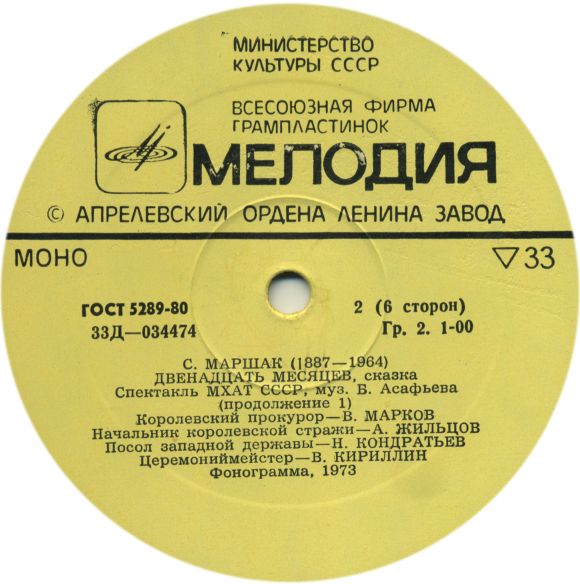 МИНИСТЕРСТВО
КУЛЬТУРЫ СССР
ВСЕСОЮЗНАЯ ФИРМА
ГРАМПЛАСТИНОК
МЕЛОДИЯ
© АПРЕЛЕВСКИЙ ОРДЕНА ЛЕНИНА ЗАВОД
МОНО ▽33
ГОСТ 5289-80 2 (6 сторон)
33Д—034474 Гр. 2. 1-00
С. МАРШАК (1887—1964)
ДВЕНАДЦАТЬ МЕСЯЦЕВ, сказка
Спектакль МХАТ СССР, муз. Б. Асафьева
(продолжение 1)
Королевский прокурор—В. МАРКОВ
Начальник королевской стражи—А. ЖИЛЬЦОВ
Посол западной державы—Н. КОНДРАТЬЕВ
Церемониймейстер—В. КИРИЛЛИН
Фонограмма, 1973